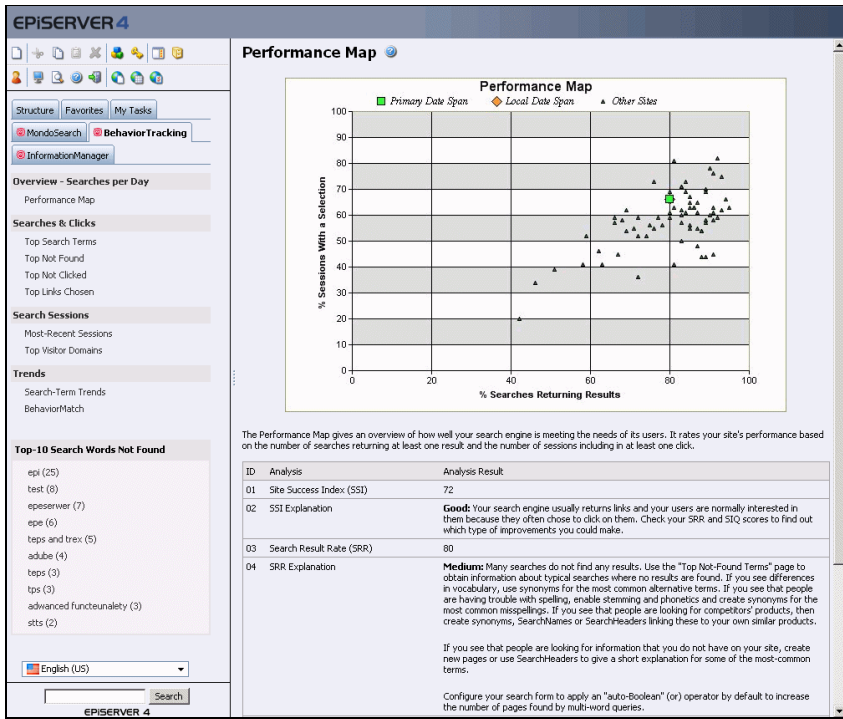 EPiSERVER 4
Structure
Favorites
My Tasks
MondoSearch
BehaviorTracking
InformationManager
Overview - Searches per Day
Performance Map
Searches & Clicks
Top Search Terms
Top Not Found
Top Not Clicked
Top Links Chosen
Search Sessions
Most-Recent Sessions
Top Visitor Domains
Trends
Search-Term Trends
BehaviorMatch
Top-10 Search Words Not Found
epi (25)
test (8)
epeserwer (7)
epe (6)
teps and trex (5)
adube (4)
teps (3)
tps (3)
adwanced functeunalety (3)
stts (2)
English (US)
Search
EPiSERVER 4
Performance Map
Performance Map
Primary Date Span
Local Date Span
Other Sites
% Sessions With a Selection
100
90
80
70
60
50
40
30
20
10
0
0 20 40 60 80 100
% Searches Returning Results
The Performance Map gives an overview of how well your search engine is meeting the needs of its users. It rates your site's performance based
on the number of searches returning at least one result and the number of sessions including in at least one click.
ID Analysis Analysis Result
01 Site Success Index (SSI) 72
02 SSI Explanation Good: Your search engine usually returns links and your users are normally interested in
them because they often chose to click on them. Check your SRR and SIQ scores to find out
which type of improvements you could make.
03 Search Result Rate (SRR) 80
04 SRR Explanation Medium: Many searches do not find any results. Use the "Top Not-Found Terms" page to
obtain information about typical searches where no results are found. If you see differences
in vocabulary, use synonyms for the most common alternative terms. If you see that people
are having trouble with spelling, enable stemming and phonetics and create synonyms for the
most common misspellings. If you see that people are looking for competitors' products, then
create synonyms, SearchNames or SearchHeaders linking these to your own similar products.
If you see that people are looking for information that you do not have on your site, create
new pages or use SearchHeaders to give a short explanation for some of the most-common
terms.
Configure your search form to apply an "auto-Boolean" (or) operator by default to increase
the number of pages found by multi-word queries.